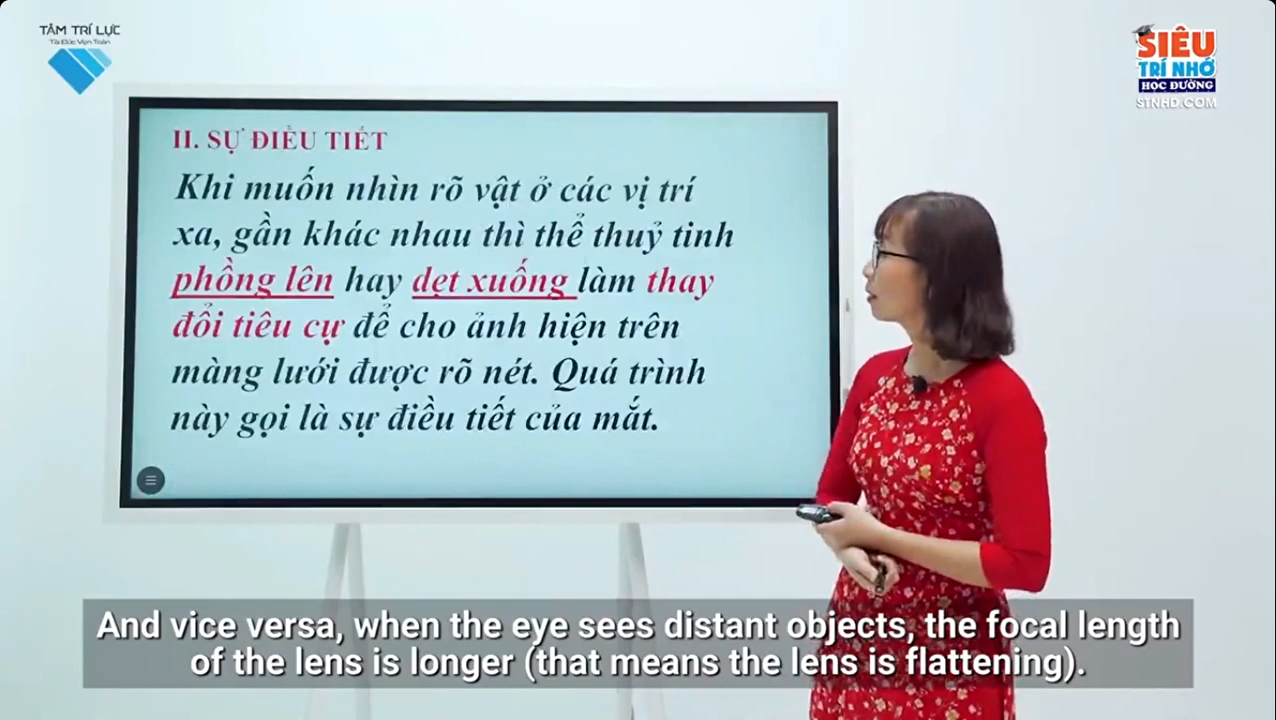 TÂM TRÍ LỰC
Tài Đức Vẹn Toàn
SIÊU
TRÍ NHỚ
HỌC ĐƯỜNG
STNHD.COM
II. SỰ ĐIỀU TIẾT
Khi muốn nhìn rõ vật ở các vị trí
xa, gần khác nhau thì thể thuỷ tinh
phồng lên hay dẹt xuống làm thay
đổi tiêu cự để cho ảnh hiện trên
màng lưới được rõ nét. Quá trình
này gọi là sự điều tiết của mắt.
And vice versa, when the eye sees distant objects, the focal length
of the lens is longer (that means the lens is flattening).